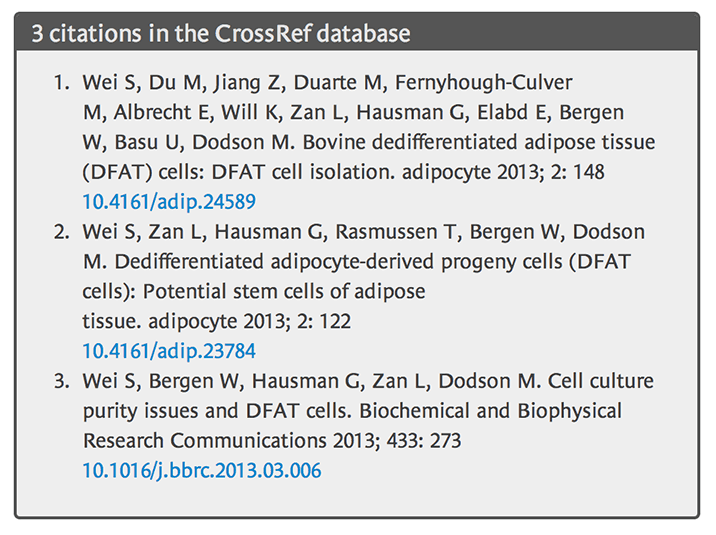 3 citations in the CrossRef database
1. Wei S, Du M, Jiang Z, Duarte M, Fernyhough-Culver
M, Albrecht E, Will K, Zan L, Hausman G, Elabd E, Bergen
W, Basu U, Dodson M. Bovine dedifferentiated adipose tissue
(DFAT) cells: DFAT cell isolation. adipocyte 2013; 2: 148
10.4161/adip.24589
2. Wei S, Zan L, Hausman G, Rasmussen T, Bergen W, Dodson
M. Dedifferentiated adipocyte-derived progeny cells (DFAT
cells): Potential stem cells of adipose
tissue. adipocyte 2013; 2: 122
10.4161/adip.23784
3. Wei S, Bergen W, Hausman G, Zan L, Dodson M. Cell culture
purity issues and DFAT cells. Biochemical and Biophysical
Research Communications 2013; 433: 273
10.1016/j.bbrc.2013.03.006